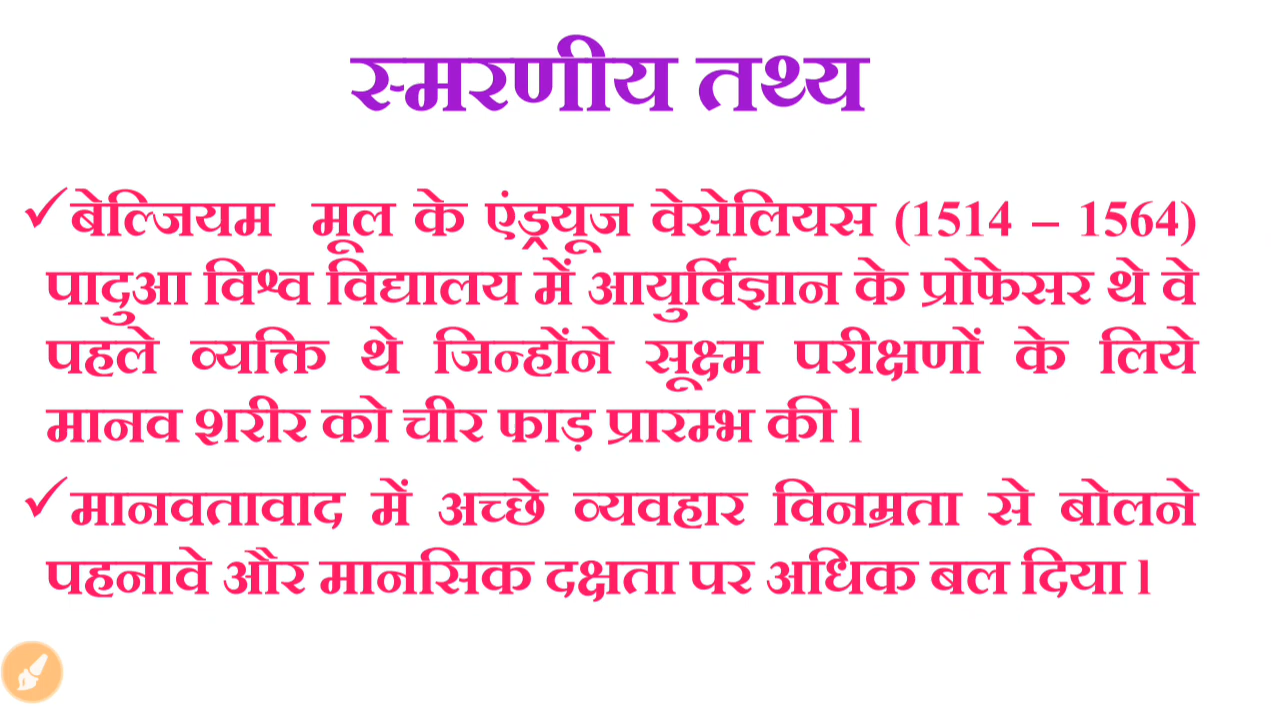 स्मरणीय तथ्य
✓बेल्जियम मूल के एंड्रयूज वेसेलियस (1514 – 1564)
पादुआ विश्व विद्यालय में आयुर्विज्ञान के प्रोफेसर थे वे
पहले व्यक्ति थे जिन्होंने सूक्ष्म परीक्षणों के लिये
मानव शरीर को चीर फाड़ प्रारम्भ की।
✓मानवतावाद में अच्छे व्यवहार विनम्रता से बोलने
पहनावे और मानसिक दक्षता पर अधिक बल दिया।